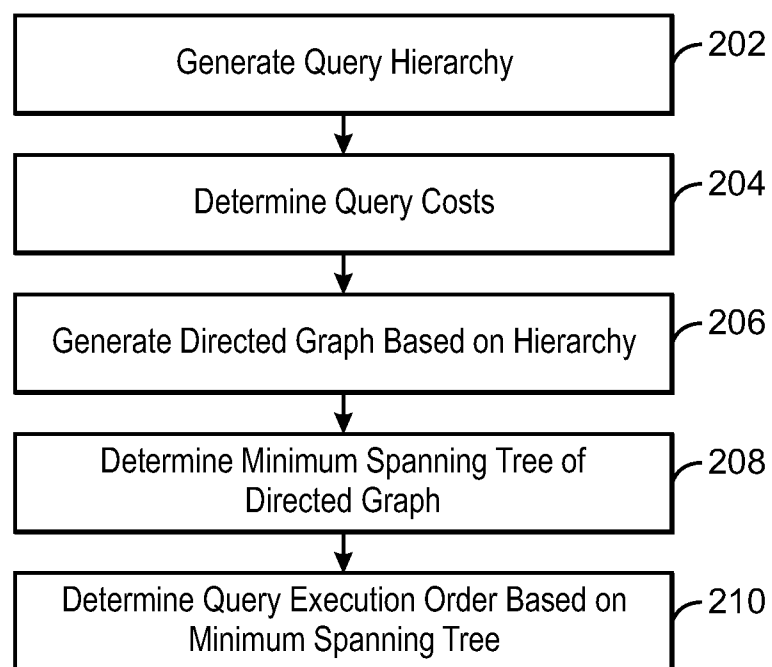 Generate Query Hierarchy
202
Determine Query Costs
204
Generate Directed Graph Based on Hierarchy
206
Determine Minimum Spanning Tree of
Directed Graph
208
Determine Query Execution Order Based on
Minimum Spanning Tree
210